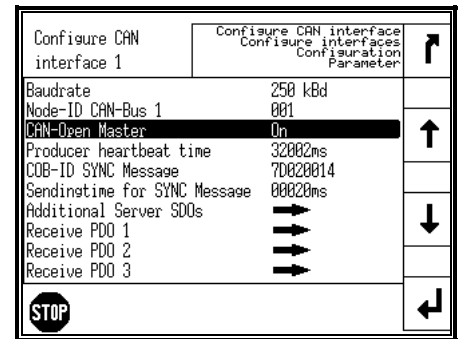 Configure CAN
interface 1
Configure CAN interface
Configure interfaces
Configuration
Parameter
Baudrate 250 kBd
Node-ID CAN-Bus 1 001
CAN-Open Master On
Producer heartbeat time 32002ms
COB-ID SYNC Message 7D020014
Sendingtime for SYNC Message 00020ms
Additional Server SDOs
Receive PDO 1
Receive PDO 2
Receive PDO 3
STOP